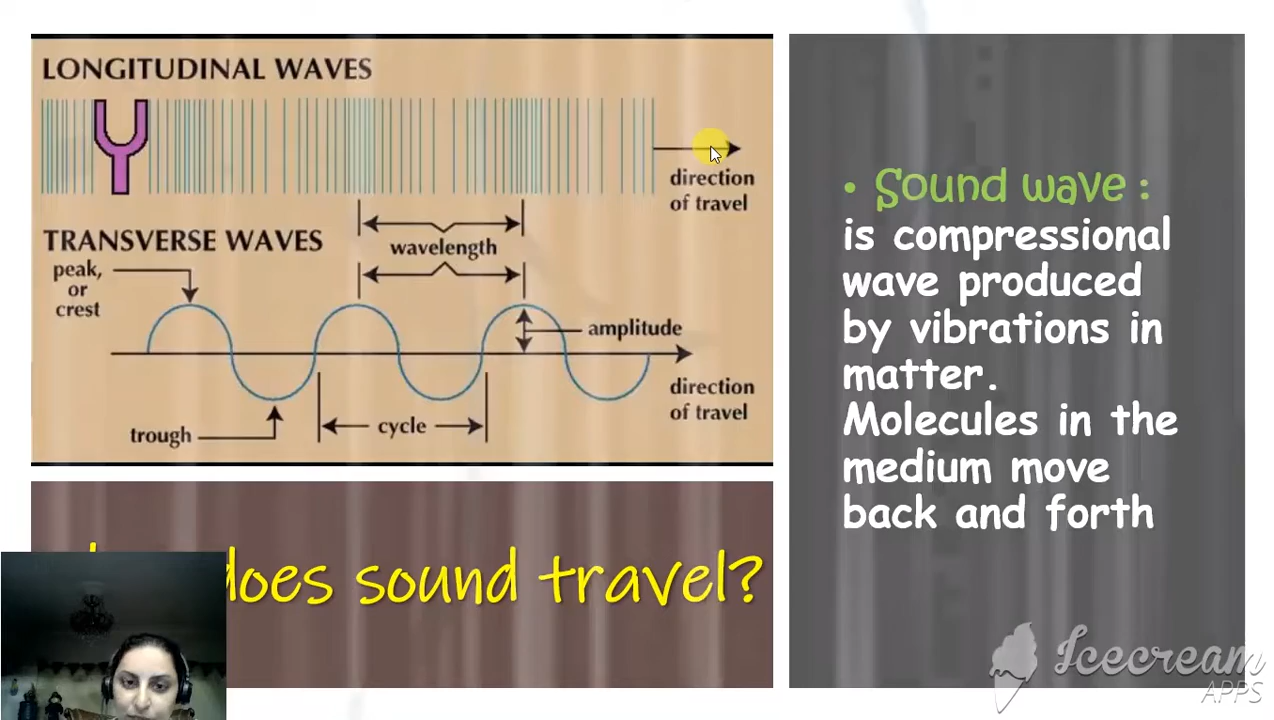 LONGITUDINAL WAVES
direction
of travel
wavelength
TRANSVERSE WAVES
peak,
or
crest
amplitude
direction
of travel
cycle
trough
does sound travel?
• Sound wave :
is compressional
wave produced
by vibrations in
matter.
Molecules in the
medium move
back and forth
Icecream
APPS